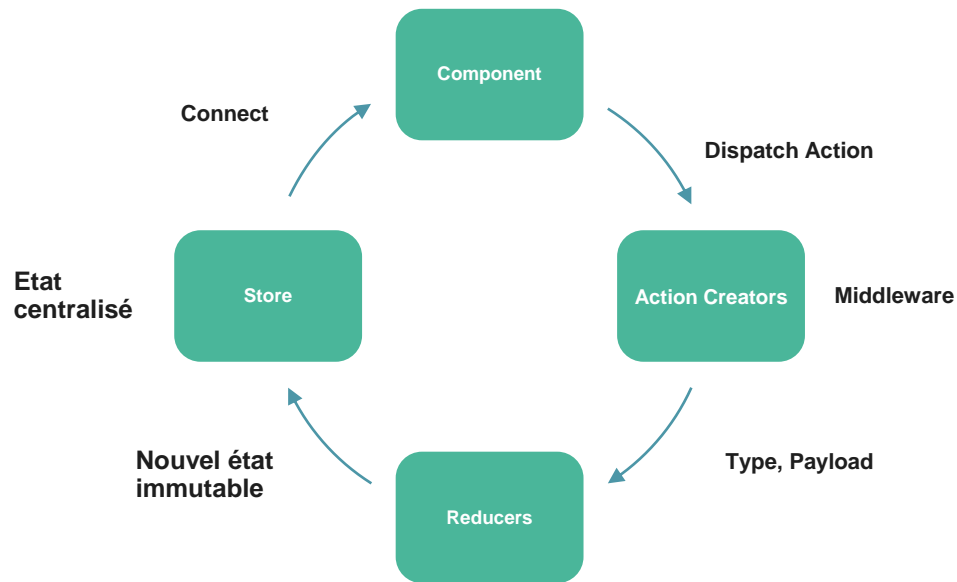 Component
Connect
Dispatch Action
Etat
centralisé
Store
Action Creators
Middleware
Nouvel état
immutable
Type, Payload
Reducers